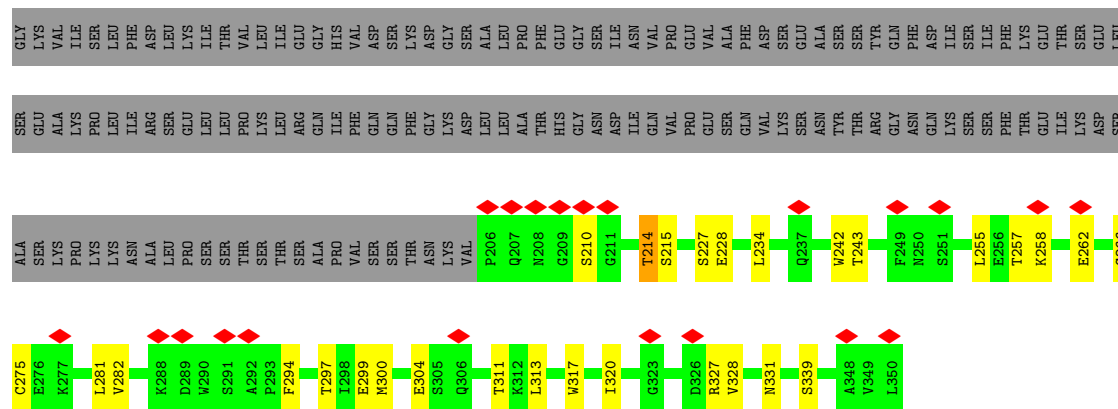 GLY LYS VAL ILE SER LEU PHE ASP LEU LYS ILE THR VAL LEU ILE GLU GLY HIS VAL ASP SER LYS ASP GLY SER ALA LEU PRO PHE GLU GLY SER ILE ASN VAL PRO GLU VAL ALA PHE ASP SER GLU ALA SER SER TYR GLN PHE ASP ILE SER ILE PHE LYS GLU THR SER GLU LEU
SER GLU ALA LYS PRO LEU ILE ARG SER GLU LEU LEU PRO LYS LEU ARG GLN ILE PHE GLN GLN PHE GLY LYS ASP LEU LEU ALA THR HIS GLY ASN ASP ILE GLN VAL PRO GLU SER GLN VAL LYS SER ASN TYR THR ARG GLY ASN GLN LYS SER SER PHE THR GLU ILE LYS ASP SER
ALA SER LYS PRO LYS LYS ASN ALA LEU PRO SER SER THR SER THR SER ALA PRO VAL SER SER THR ASN LYS VAL P206 Q207 N208 G209 S210 G211 T214 S215 S227 E228 L234 Q237 W242 T243 F249 N250 S251 L255 E256 T257 K258 E262
C275 E276 K277 L281 V282 K288 D289 W290 S291 A292 P293 F294 T297 I298 E299 M300 E304 S305 Q306 T311 K312 L313 W317 I320 G323 D326 R327 V328 N331 S339 A348 V349 L350